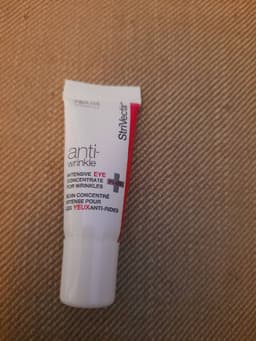 StriVectin
anti-
wrinkle
INTENSIVE EYE
CONCENTRATE
FOR WRINKLES
SOIN CONCENTRÉ
INTENSE POUR
LES YEUX ANTI-RIDES